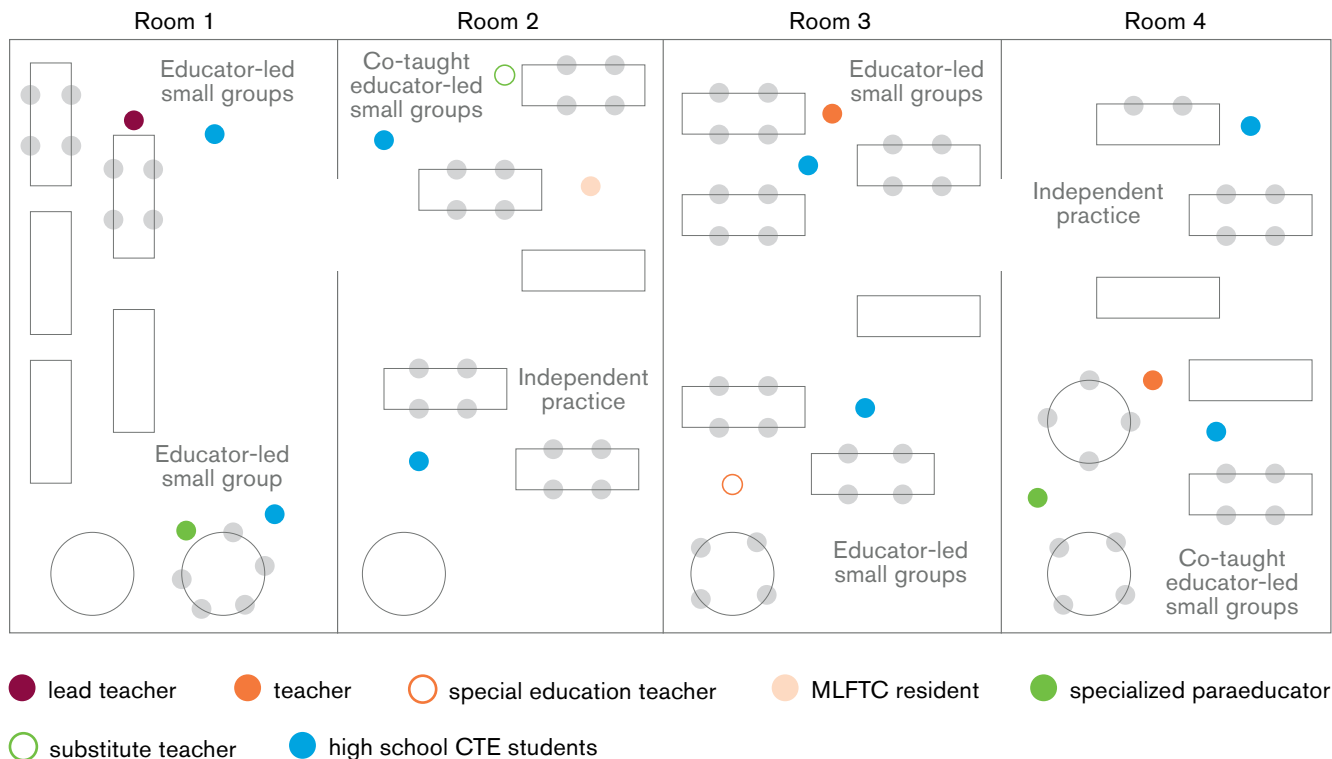 Room 1
Room 2
Room 3
Room 4
Educator-led
small groups
Educator-led
small group
Co-taught
educator-led
small groups
Independent
practice
Educator-led
small groups
Educator-led
small groups
Independent
practice
Co-taught
educator-led
small groups
lead teacher
teacher
special education teacher
MLFTC resident
specialized paraeducator
substitute teacher
high school CTE students